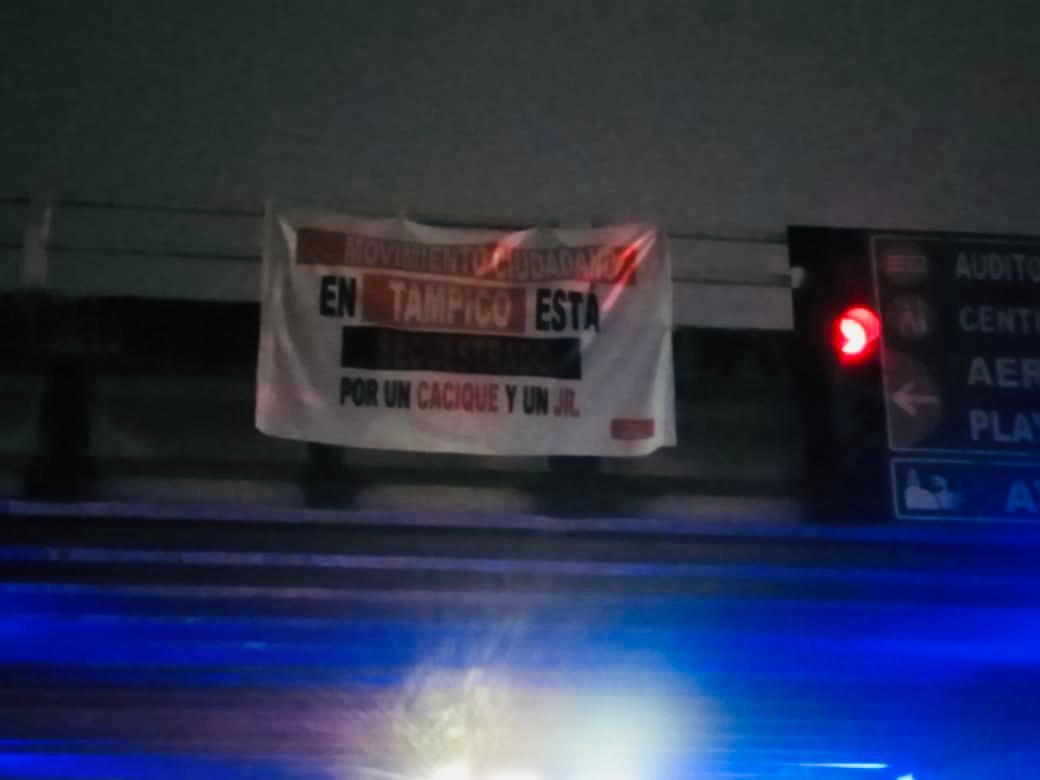 MOVIMIENTO CIUDADANO
EN TAMPICO ESTÁ
SECUESTRADO
POR UN CACIQUE Y UN JR.
AUDITO
CENT
AER
PLAY